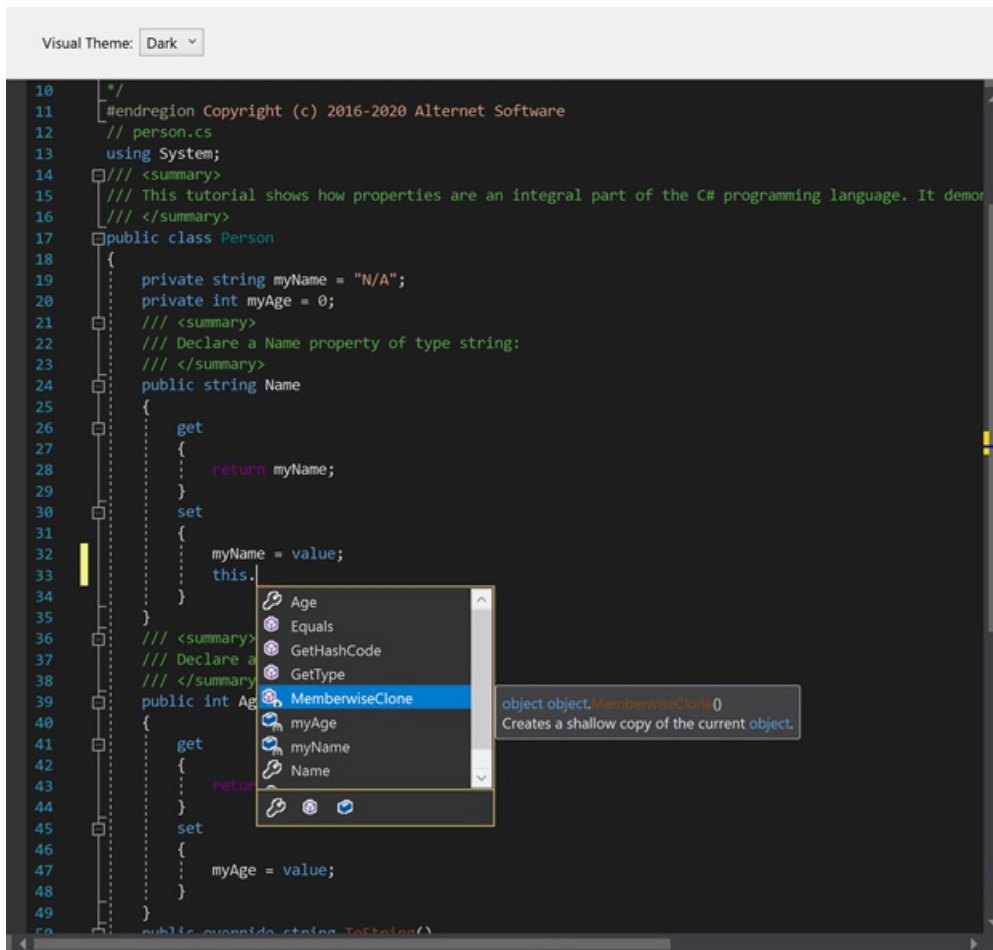 Visual Theme: Dark
10 */
11 #endregion Copyright (c) 2016-2020 Alternet Software
12 // person.cs
13 using System;
14 /// <summary>
15 /// This tutorial shows how properties are an integral part of the C# programming language. It demon
16 /// </summary>
17 public class Person
18 {
19 private string myName = "N/A";
20 private int myAge = 0;
21 /// <summary>
22 /// Declare a Name property of type string:
23 /// </summary>
24 public string Name
25 {
26 get
27 {
28 return myName;
29 }
30 set
31 {
32 myName = value;
33 this.
34 }
35 }
36 /// <summary>
37 /// Declare a
38 /// </summary
39 public int Ag
40 {
41 get
42 {
43 retur
44 }
45 set
46 {
47 myAge = value;
48 }
49 }
50 public override string ToString()
Age
Equals
GetHashCode
GetType
MemberwiseClone
myAge
myName
Name
object object.MemberwiseClone()
Creates a shallow copy of the current object.